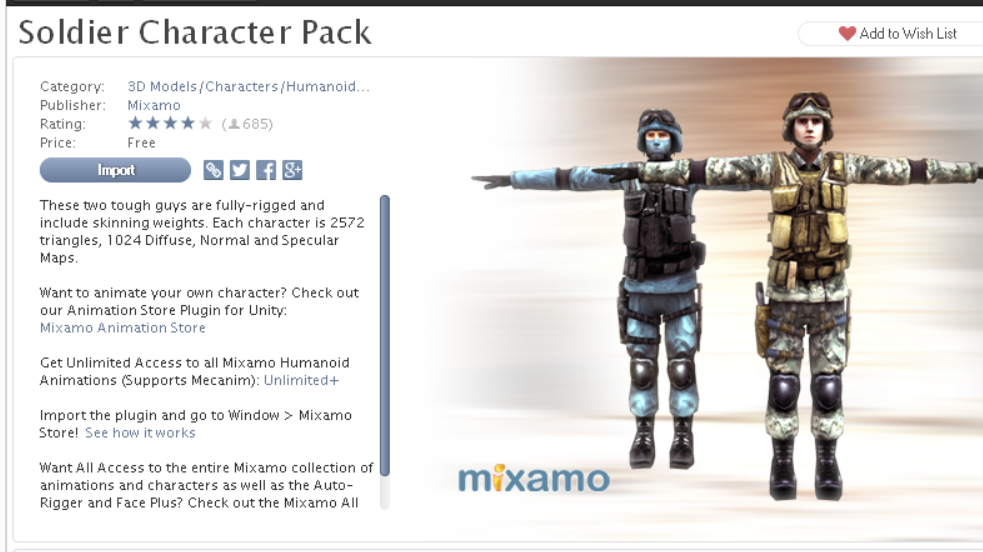 Soldier Character Pack
Add to Wish List
Category: 3D Models/Characters/Humanoid...
Publisher: Mixamo
Rating: (685)
Price: Free
Import
These two tough guys are fully-rigged and
include skinning weights. Each character is 2572
triangles, 1024 Diffuse, Normal and Specular
Maps.
Want to animate your own character? Check out
our Animation Store Plugin for Unity:
Mixamo Animation Store
Get Unlimited Access to all Mixamo Humanoid
Animations (Supports Mecanim): Unlimited+
Import the plugin and go to Window > Mixamo
Store! See how it works
Want All Access to the entire Mixamo collection of
animations and characters as well as the Auto-
Rigger and Face Plus? Check out the Mixamo All
mixamo